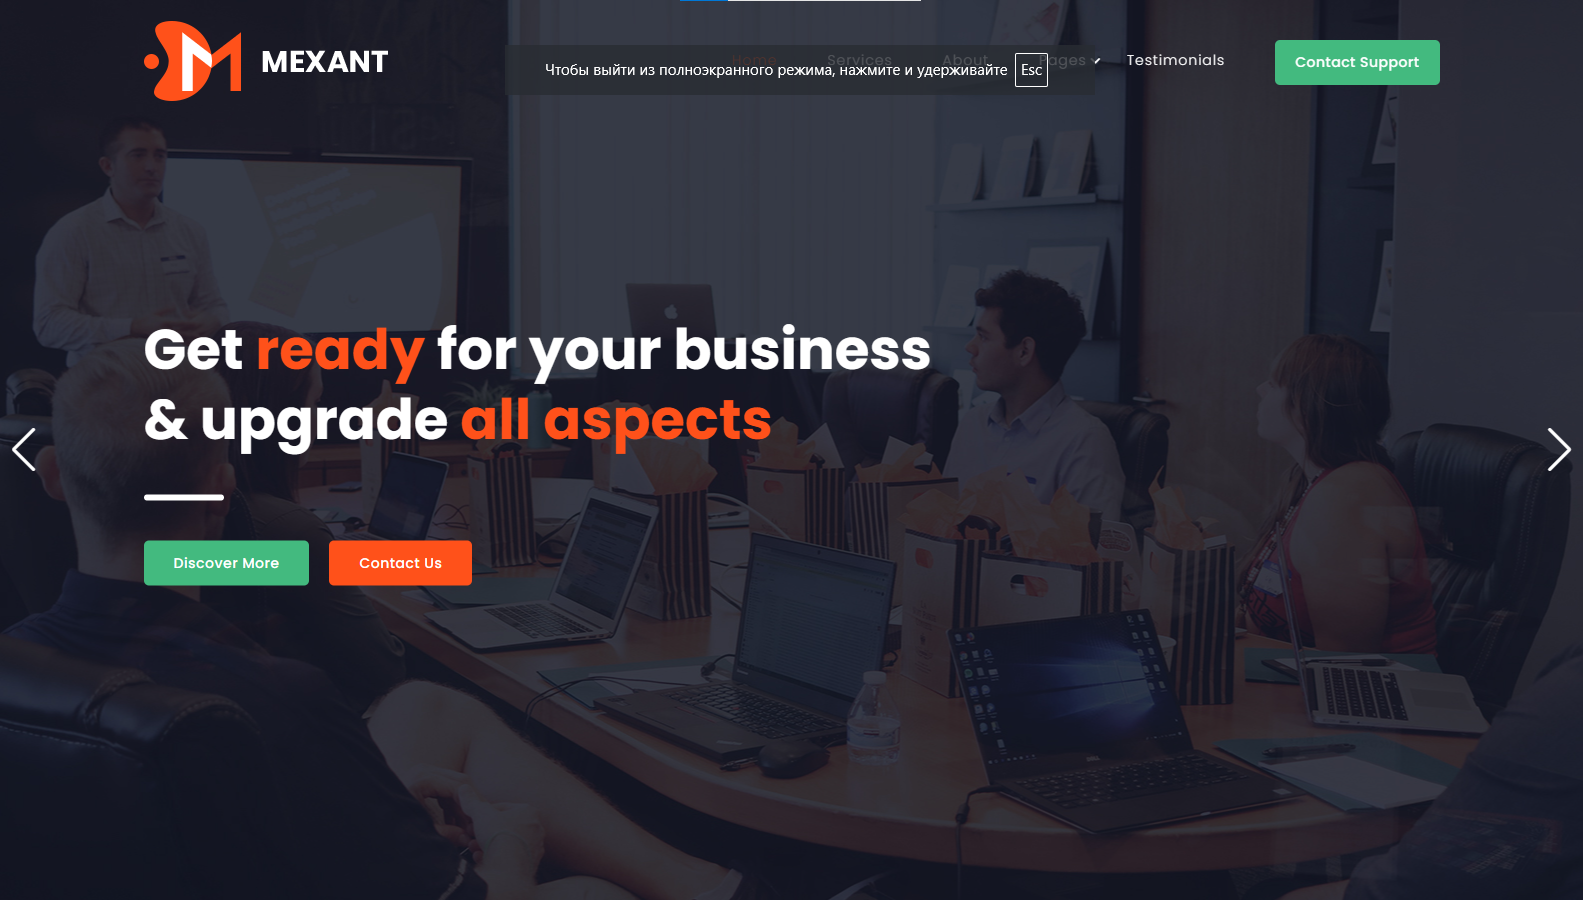 MEXANT
Home
Services
About
Pages
Testimonials
Contact Support
Чтобы выйти из полноэкранного режима, нажмите и удерживайте Esc
Get ready for your business
& upgrade all aspects
Discover More
Contact Us